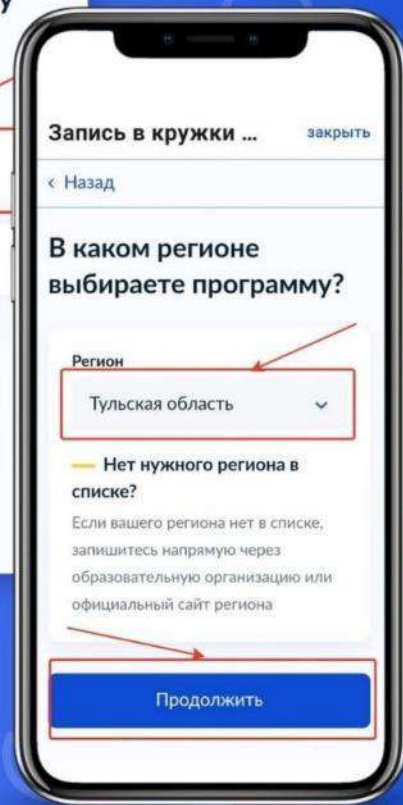 у
Запись в кружки ...
закрыть
‹ Назад
В каком регионе
выбираете программу?
Регион
Тульская область
Нет нужного региона в
списке?
Если вашего региона нет в списке,
запишитесь напрямую через
образовательную организацию или
официальный сайт региона
Продолжить